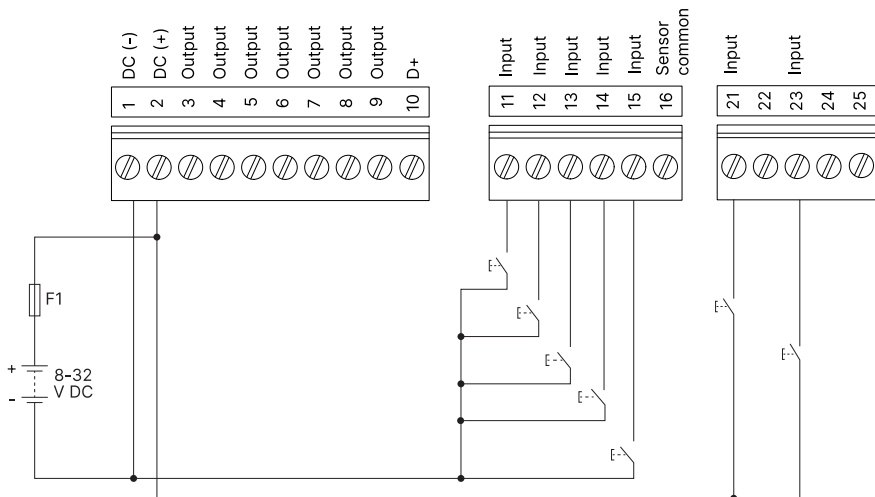 DC (-)
DC (+)
Output
Output
Output
Output
Output
Output
Output
D+
Input
Input
Input
Input
Input
Sensor
common
Input
Input
1 2 3 4 5 6 7 8 9 10
11 12 13 14 15 16
21 22 23 24 25
F1
+
8-32
V DC
-